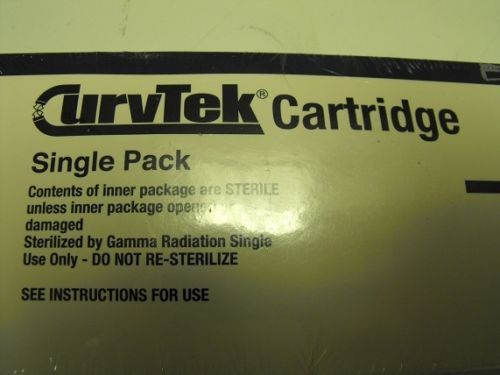 CurvTek® Cartridge
Single Pack
Contents of inner package are STERILE
unless inner package opened or
damaged
Sterilized by Gamma Radiation Single
Use Only - DO NOT RE-STERILIZE
SEE INSTRUCTIONS FOR USE